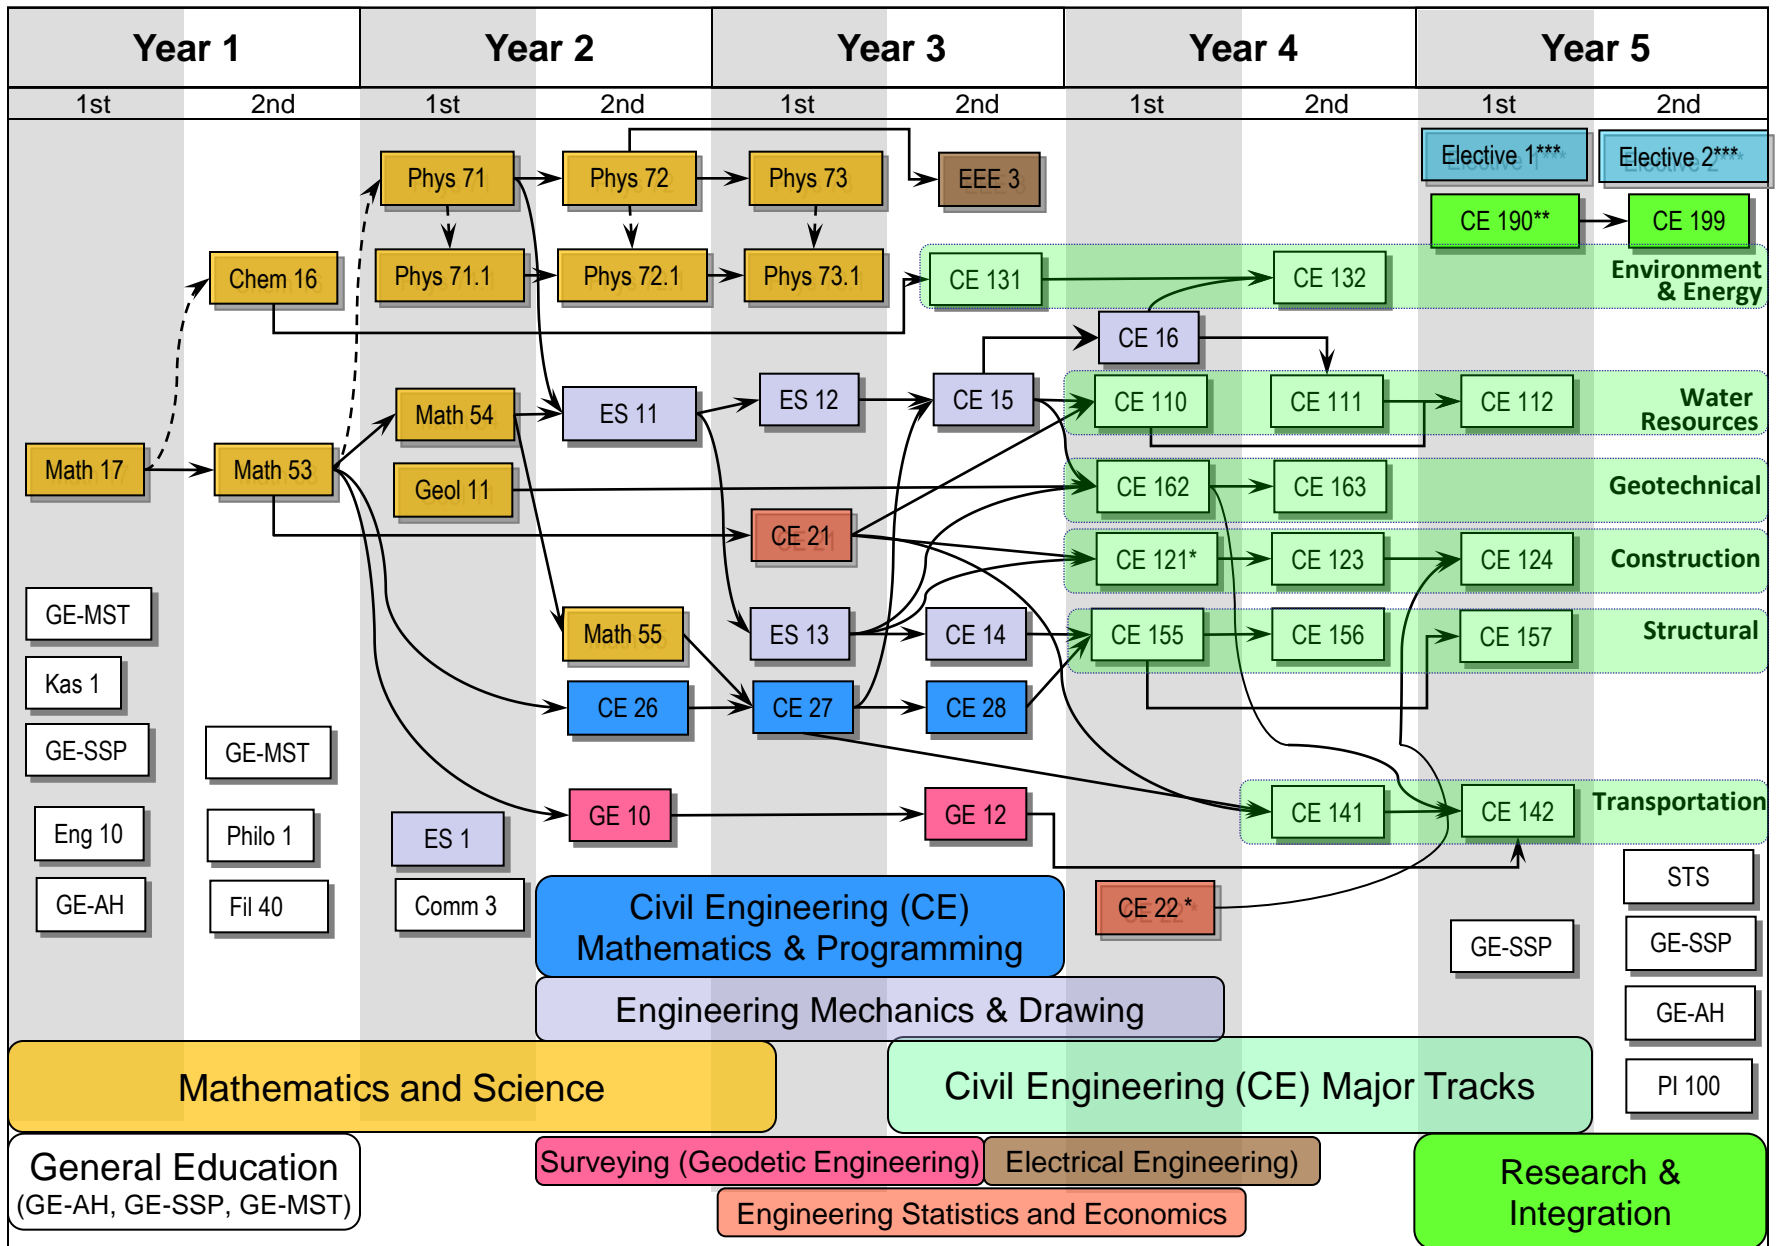 Year 1
Year 2
Year 3
Year 4
Year 5
1st
2nd
1st
2nd
1st
2nd
1st
2nd
1st
2nd
Elective 1***
Elective 2***
Phys 71
Phys 72
Phys 73
EEE 3
CE 190**
CE 199
Chem 16
Phys 71.1
Phys 72.1
Phys 73.1
CE 131
CE 132
Environment
& Energy
CE 16
Math 54
ES 11
ES 12
CE 15
CE 110
CE 111
CE 112
Water
Resources
Math 17
Math 53
Geol 11
CE 162
CE 163
Geotechnical
CE 21
CE 121*
CE 123
CE 124
Construction
GE-MST
Math 55
ES 13
CE 14
CE 155
CE 156
CE 157
Structural
Kas 1
CE 26
CE 27
CE 28
GE-SSP
GE-MST
GE 10
GE 12
CE 141
CE 142
Transportation
Eng 10
Philo 1
ES 1
STS
GE-AH
Fil 40
Comm 3
CE 22*
Civil Engineering (CE)
Mathematics & Programming
GE-SSP
GE-SSP
Engineering Mechanics & Drawing
GE-AH
Mathematics and Science
Civil Engineering (CE) Major Tracks
PI 100
General Education
(GE-AH, GE-SSP, GE-MST)
Surveying (Geodetic Engineering)
Electrical Engineering)
Engineering Statistics and Economics
Research &
Integration